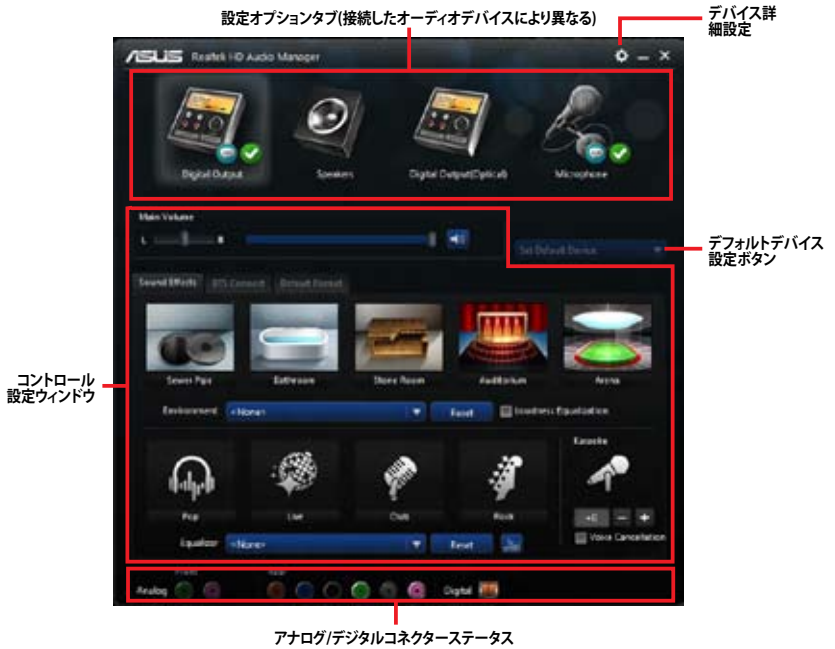 設定オプションタブ(接続したオーディオデバイスにより異なる)
デバイス詳
細設定
ASUS Realtek HD Audio Manager
Digital Output
Speakers
Digital Output(Optical)
Microphone
Main Volume
L R
Set Default Device
デフォルトデバイス
設定ボタン
Sound Effects DTS Connect Default Format
コントロール
設定ウィンドウ
Sewer Pipe Bathroom Stone Room Auditorium Arena
Environment <None> Reset Loudness Equalization
Karaoke
Pop Live Club Rock
+0 − +
Equalizer <None> Reset Voice Cancellation
Front Rear
Analog Digital
アナログ/デジタルコネクターステータス